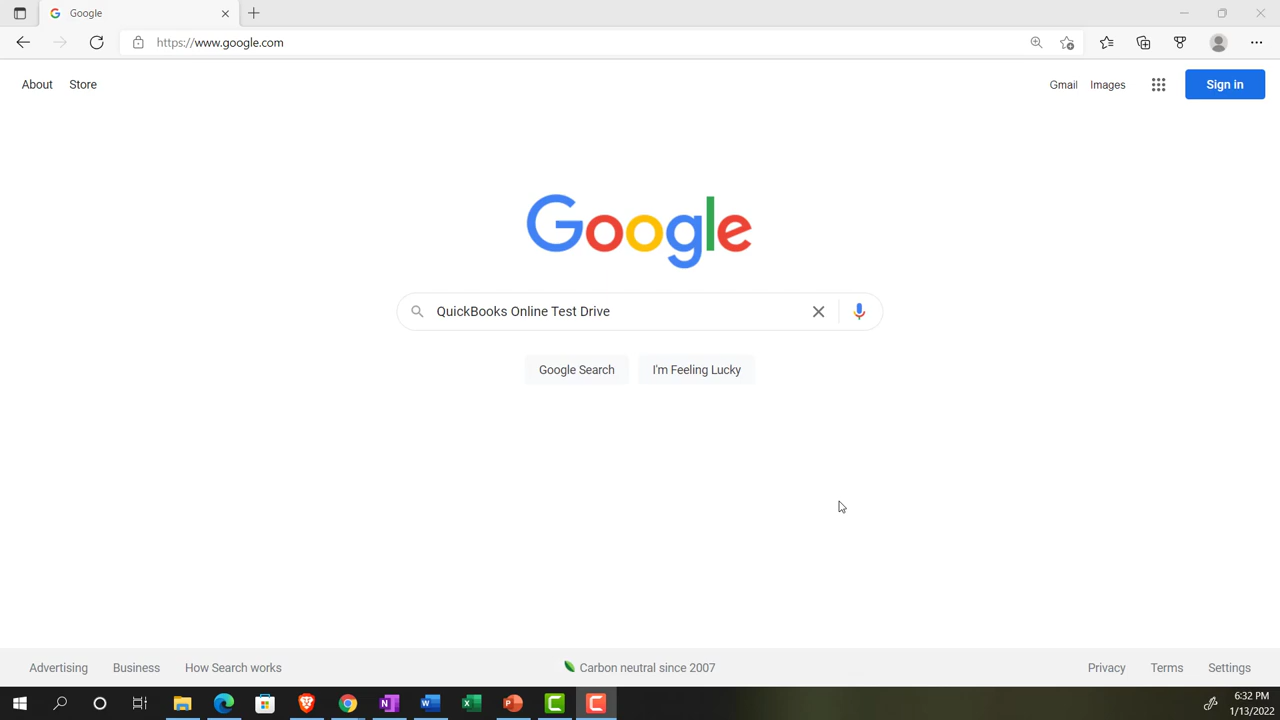 Google
https://www.google.com
About Store
Gmail Images Sign in
Google
QuickBooks Online Test Drive
Google Search I'm Feeling Lucky
Advertising Business How Search works
Carbon neutral since 2007
Privacy Terms Settings
6:32 PM
1/13/2022